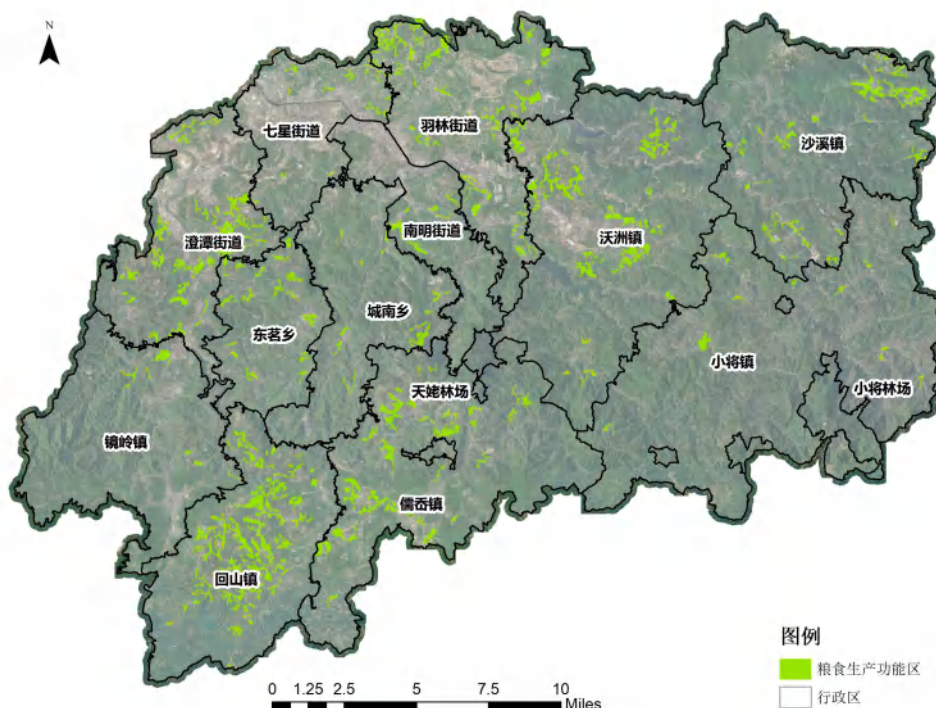 N
七星街道
羽林街道
沙溪镇
澄潭街道
南明街道
沃洲镇
东茗乡
城南乡
小将镇
天姥林场
小将林场
镜岭镇
儒岙镇
回山镇
图例
粮食生产功能区
行政区
0 1.25 2.5 5 7.5 10
Miles